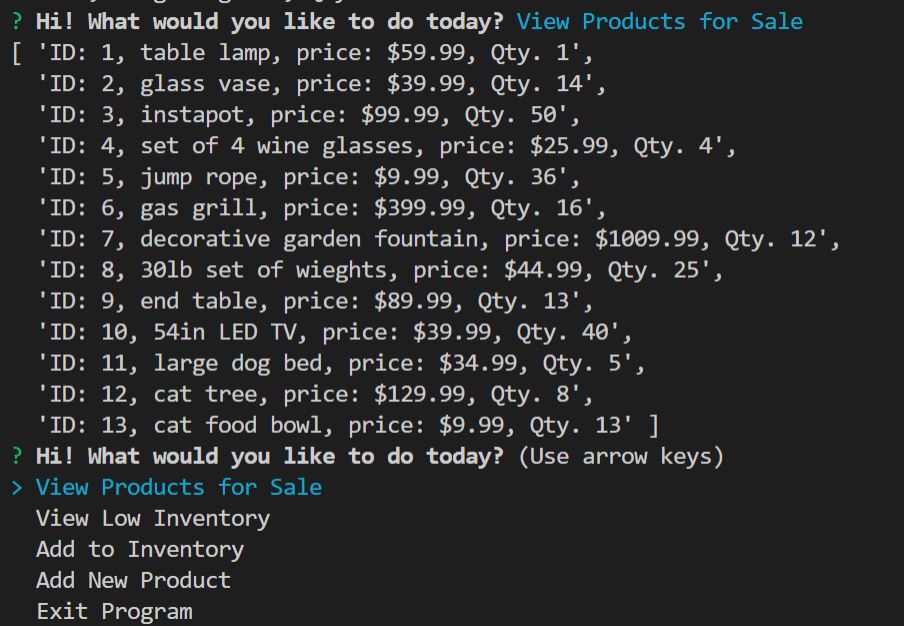 ? Hi! What would you like to do today? View Products for Sale
[ 'ID: 1, table lamp, price: $59.99, Qty. 1',
'ID: 2, glass vase, price: $39.99, Qty. 14',
'ID: 3, instapot, price: $99.99, Qty. 50',
'ID: 4, set of 4 wine glasses, price: $25.99, Qty. 4',
'ID: 5, jump rope, price: $9.99, Qty. 36',
'ID: 6, gas grill, price: $399.99, Qty. 16',
'ID: 7, decorative garden fountain, price: $1009.99, Qty. 12',
'ID: 8, 30lb set of wieghts, price: $44.99, Qty. 25',
'ID: 9, end table, price: $89.99, Qty. 13',
'ID: 10, 54in LED TV, price: $39.99, Qty. 40',
'ID: 11, large dog bed, price: $34.99, Qty. 5',
'ID: 12, cat tree, price: $129.99, Qty. 8',
'ID: 13, cat food bowl, price: $9.99, Qty. 13' ]
? Hi! What would you like to do today? (Use arrow keys)
> View Products for Sale
View Low Inventory
Add to Inventory
Add New Product
Exit Program